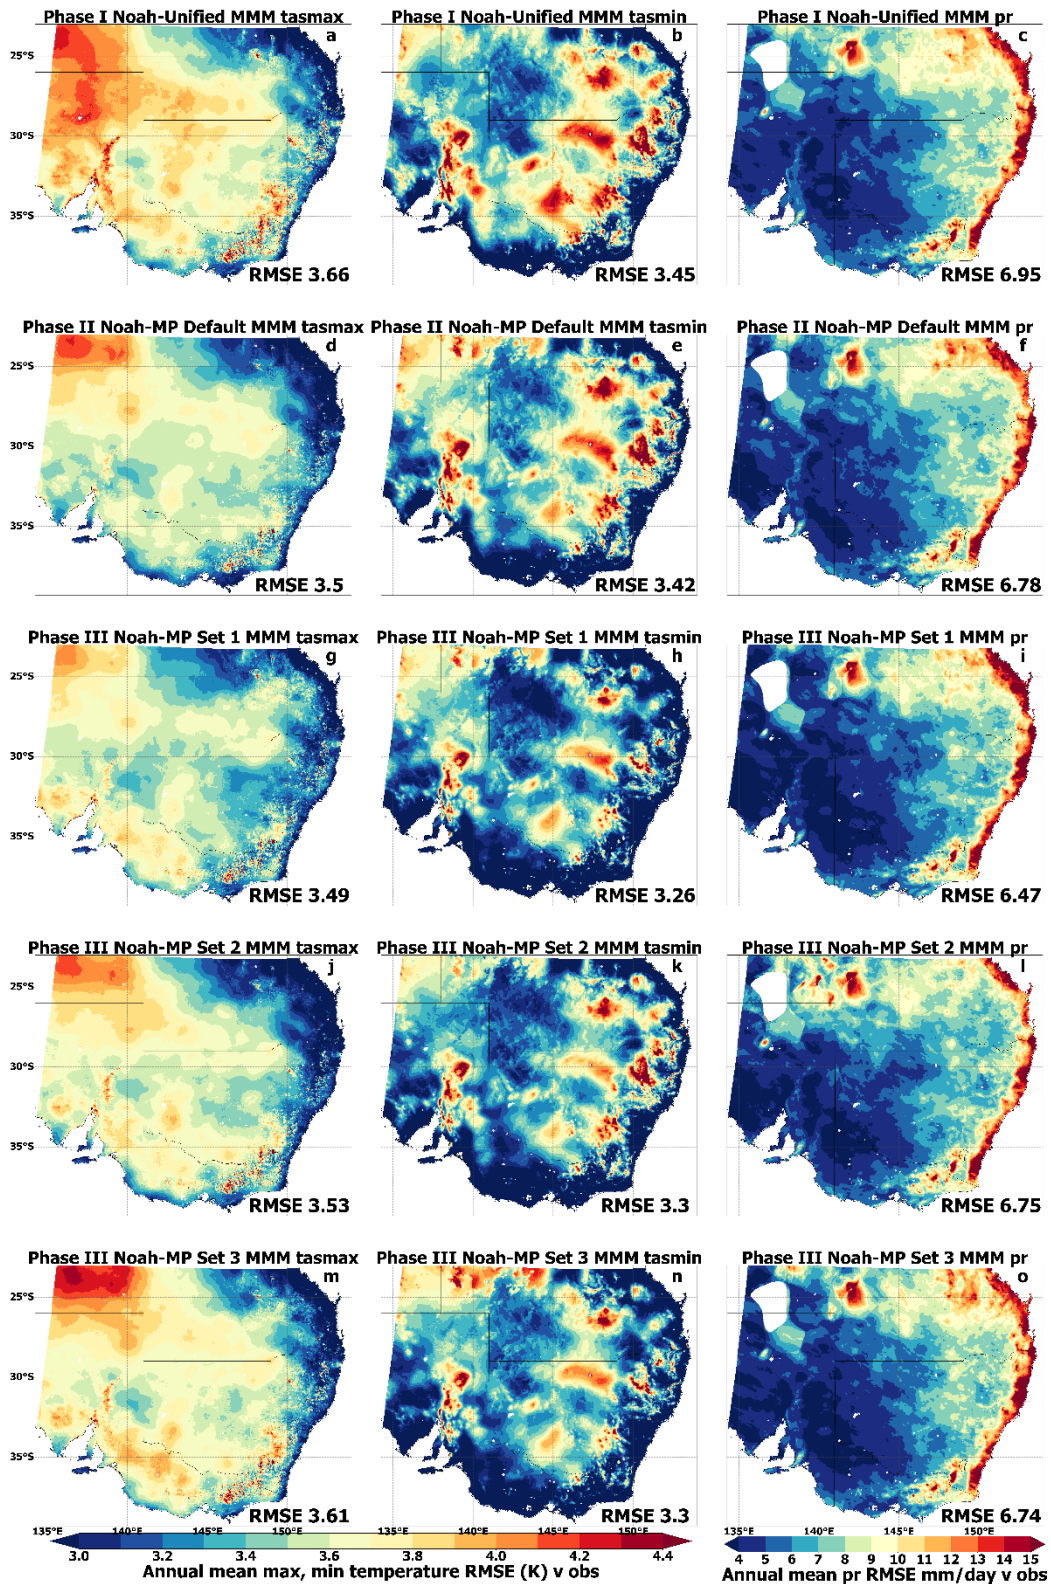 Phase I Noah-Unified MMM tasmax
Phase I Noah-Unified MMM tasmin
Phase I Noah-Unified MMM pr
a
b
c
25°S
30°S
35°S
RMSE 3.66
RMSE 3.45
RMSE 6.95
Phase II Noah-MP Default MMM tasmax
Phase II Noah-MP Default MMM tasmin
Phase II Noah-MP Default MMM pr
d
e
f
25°S
30°S
35°S
RMSE 3.5
RMSE 3.42
RMSE 6.78
Phase III Noah-MP Set 1 MMM tasmax
Phase III Noah-MP Set 1 MMM tasmin
Phase III Noah-MP Set 1 MMM pr
g
h
i
25°S
30°S
35°S
RMSE 3.49
RMSE 3.26
RMSE 6.47
Phase III Noah-MP Set 2 MMM tasmax
Phase III Noah-MP Set 2 MMM tasmin
Phase III Noah-MP Set 2 MMM pr
j
k
l
25°S
30°S
35°S
RMSE 3.53
RMSE 3.3
RMSE 6.75
Phase III Noah-MP Set 3 MMM tasmax
Phase III Noah-MP Set 3 MMM tasmin
Phase III Noah-MP Set 3 MMM pr
m
n
o
25°S
30°S
35°S
RMSE 3.61
RMSE 3.3
RMSE 6.74
135°E 140°E 145°E 150°E
135°E 140°E 145°E 150°E
135°E 140°E 145°E 150°E
3.0 3.2 3.4 3.6 3.8 4.0 4.2 4.4
Annual mean max, min temperature RMSE (K) v obs
4 5 6 7 8 9 10 11 12 13 14 15
Annual mean pr RMSE mm/day v obs